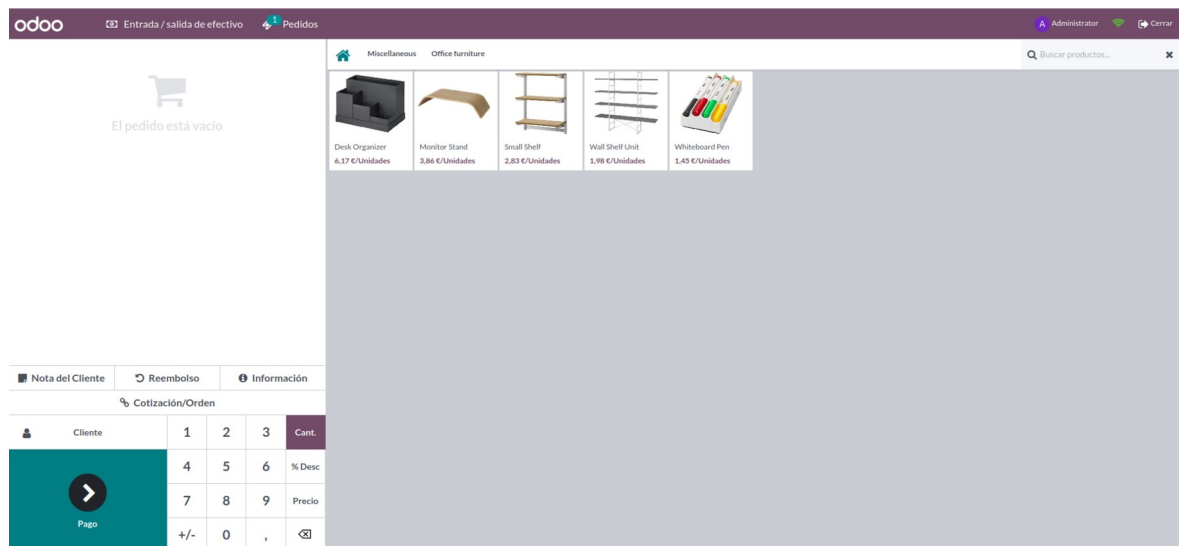 odoo
Entrada / salida de efectivo
1
Pedidos
A
Administrator
Cerrar
Miscellaneous
Office furniture
Buscar productos...
El pedido está vacío
Desk Organizer
6,17 €/Unidades
Monitor Stand
3,86 €/Unidades
Small Shelf
2,83 €/Unidades
Wall Shelf Unit
1,98 €/Unidades
Whiteboard Pen
1,45 €/Unidades
Nota del Cliente
Reembolso
Información
Cotización/Orden
Cliente
1 2 3 Cant.
4 5 6 % Desc
7 8 9 Precio
+/- 0 ,
Pago